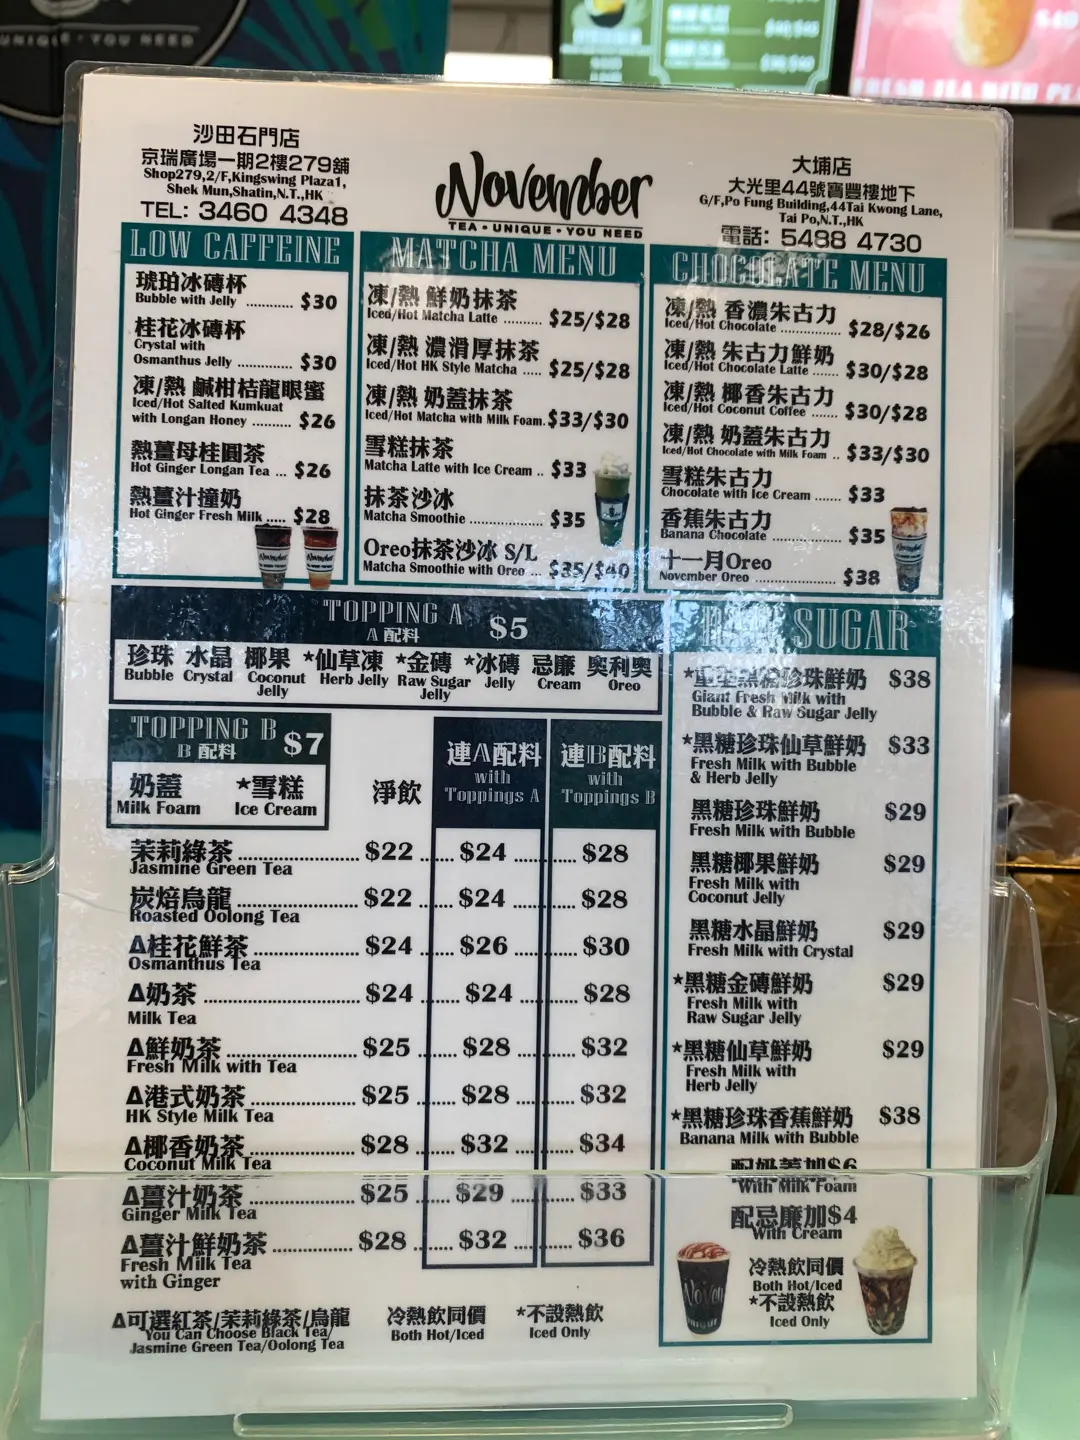 UNIQUE · YOU NEED
FRESH TEA WITH
沙田石門店
京瑞廣場一期2樓279舖
Shop279,2/F,Kingswing Plaza1,
Shek Mun,Shatin,N.T.,HK
TEL: 3460 4348
November
TEA · UNIQUE · YOU NEED
大埔店
大光里44號寶豐樓地下
G/F,Po Fung Building,44Tai Kwong Lane,
Tai Po,N.T.,HK
電話: 5488 4730
LOW CAFFEINE
琥珀冰磚杯
Bubble with Jelly ............ $30
桂花冰磚杯
Crystal with
Osmanthus Jelly .............. $30
凍/熱 鹹柑桔龍眼蜜
Iced/Hot Salted Kumkuat
with Longan Honey ......... $26
熱薑母桂圓茶
Hot Ginger Longan Tea ... $26
熱薑汁撞奶
Hot Ginger Fresh Milk ..... $28
MATCHA MENU
凍/熱 鮮奶抹茶
Iced/Hot Matcha Latte ......... $25/$28
凍/熱 濃滑厚抹茶
Iced/Hot HK Style Matcha ..... $25/$28
凍/熱 奶蓋抹茶
Iced/Hot Matcha with Milk Foam. $33/$30
雪糕抹茶
Matcha Latte with Ice Cream .. $33
抹茶沙冰
Matcha Smoothie ................... $35
Oreo抹茶沙冰 S/L
Matcha Smoothie with Oreo ... $35/$40
CHOCOLATE MENU
凍/熱 香濃朱古力
Iced/Hot Chocolate ............... $28/$26
凍/熱 朱古力鮮奶
Iced/Hot Chocolate Latte ...... $30/$28
凍/熱 椰香朱古力
Iced/Hot Coconut Coffee ...... $30/$28
凍/熱 奶蓋朱古力
Iced/Hot Chocolate with Milk Foam .. $33/$30
雪糕朱古力
Chocolate with Ice Cream ....... $33
香蕉朱古力
Banana Chocolate ................... $35
十一月Oreo
November Oreo ..................... $38
TOPPING A
A 配料 $5
珍珠 水晶 椰果 *仙草凍 *金磚 *冰磚 忌廉 奧利奧
Bubble Crystal Coconut Jelly Herb Jelly Raw Sugar Jelly Jelly Cream Oreo
TOPPING B
B 配料 $7
奶蓋 *雪糕
Milk Foam Ice Cream
淨飲
連A配料
with
Toppings A
連B配料
with
Toppings B
茉莉綠茶 ........ $22 ...... $24 ........ $28
Jasmine Green Tea
炭焙烏龍 ........ $22 ...... $24 ........ $28
Roasted Oolong Tea
Δ桂花鮮茶 ........ $24 ...... $26 ........ $30
Osmanthus Tea
Δ奶茶 ........ $24 ...... $24 ........ $28
Milk Tea
Δ鮮奶茶 ........ $25 ...... $28 ........ $32
Fresh Milk with Tea
Δ港式奶茶 ........ $25 ...... $28 ........ $32
HK Style Milk Tea
Δ椰香奶茶 ........ $28 ...... $32 ........ $34
Coconut Milk Tea
Δ薑汁奶茶 ........ $25 ...... $29 ........ $33
Ginger Milk Tea
Δ薑汁鮮奶茶 ........ $28 ...... $32 ........ $36
Fresh Milk Tea
with Ginger
Δ可選紅茶/茉莉綠茶/烏龍
You Can Choose Black Tea/
Jasmine Green Tea/Oolong Tea
冷熱飲同價
Both Hot/Iced
*不設熱飲
Iced Only
SUGAR
黑糖珍珠鮮奶 $38
Giant Fresh Milk with
Bubble & Raw Sugar Jelly
*黑糖珍珠仙草鮮奶 $33
Fresh Milk with Bubble
& Herb Jelly
黑糖珍珠鮮奶 $29
Fresh Milk with Bubble
黑糖椰果鮮奶 $29
Fresh Milk with
Coconut Jelly
黑糖水晶鮮奶 $29
Fresh Milk with Crystal
*黑糖金磚鮮奶 $29
Fresh Milk with
Raw Sugar Jelly
*黑糖仙草鮮奶 $29
Fresh Milk with
Herb Jelly
*黑糖珍珠香蕉鮮奶 $38
Banana Milk with Bubble
配奶蓋加$6
With Milk Foam
配忌廉加$4
With Cream
冷熱飲同價
Both Hot/Iced
*不設熱飲
Iced Only